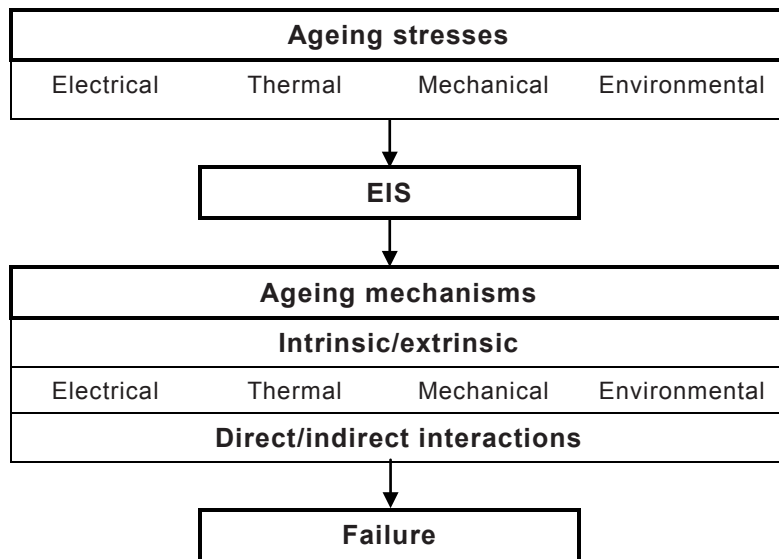 Ageing stresses
Electrical Thermal Mechanical Environmental
EIS
Ageing mechanisms
Intrinsic/extrinsic
Electrical Thermal Mechanical Environmental
Direct/indirect interactions
Failure